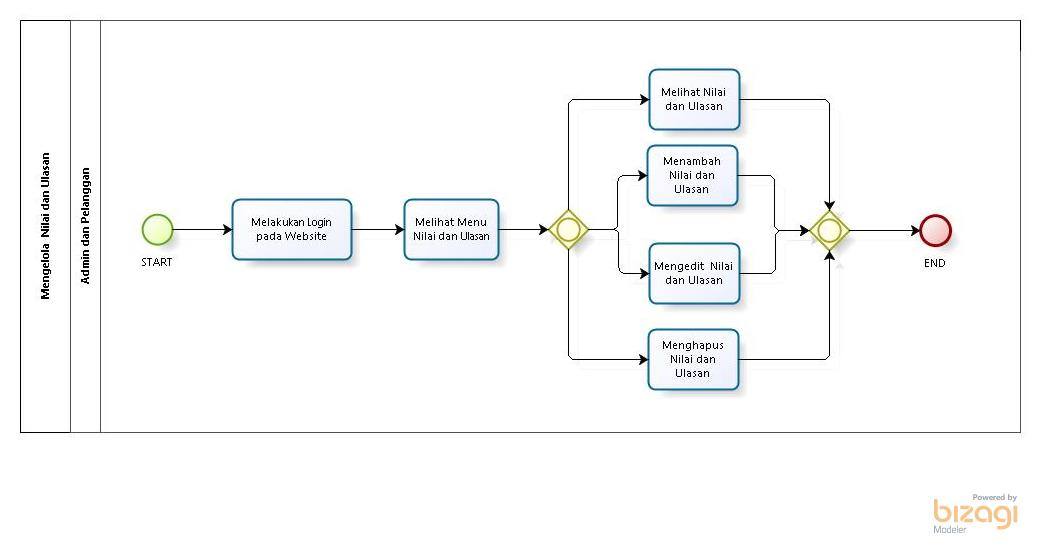 Mengelola Nilai dan Ulasan
Admin dan Pelanggan
START
Melakukan Login
pada Website
Melihat Menu
Nilai dan Ulasan
Melihat Nilai
dan Ulasan
Menambah
Nilai dan
Ulasan
Mengedit Nilai
dan Ulasan
Menghapus
Nilai dan
Ulasan
END
Powered by
bizagi
Modeler